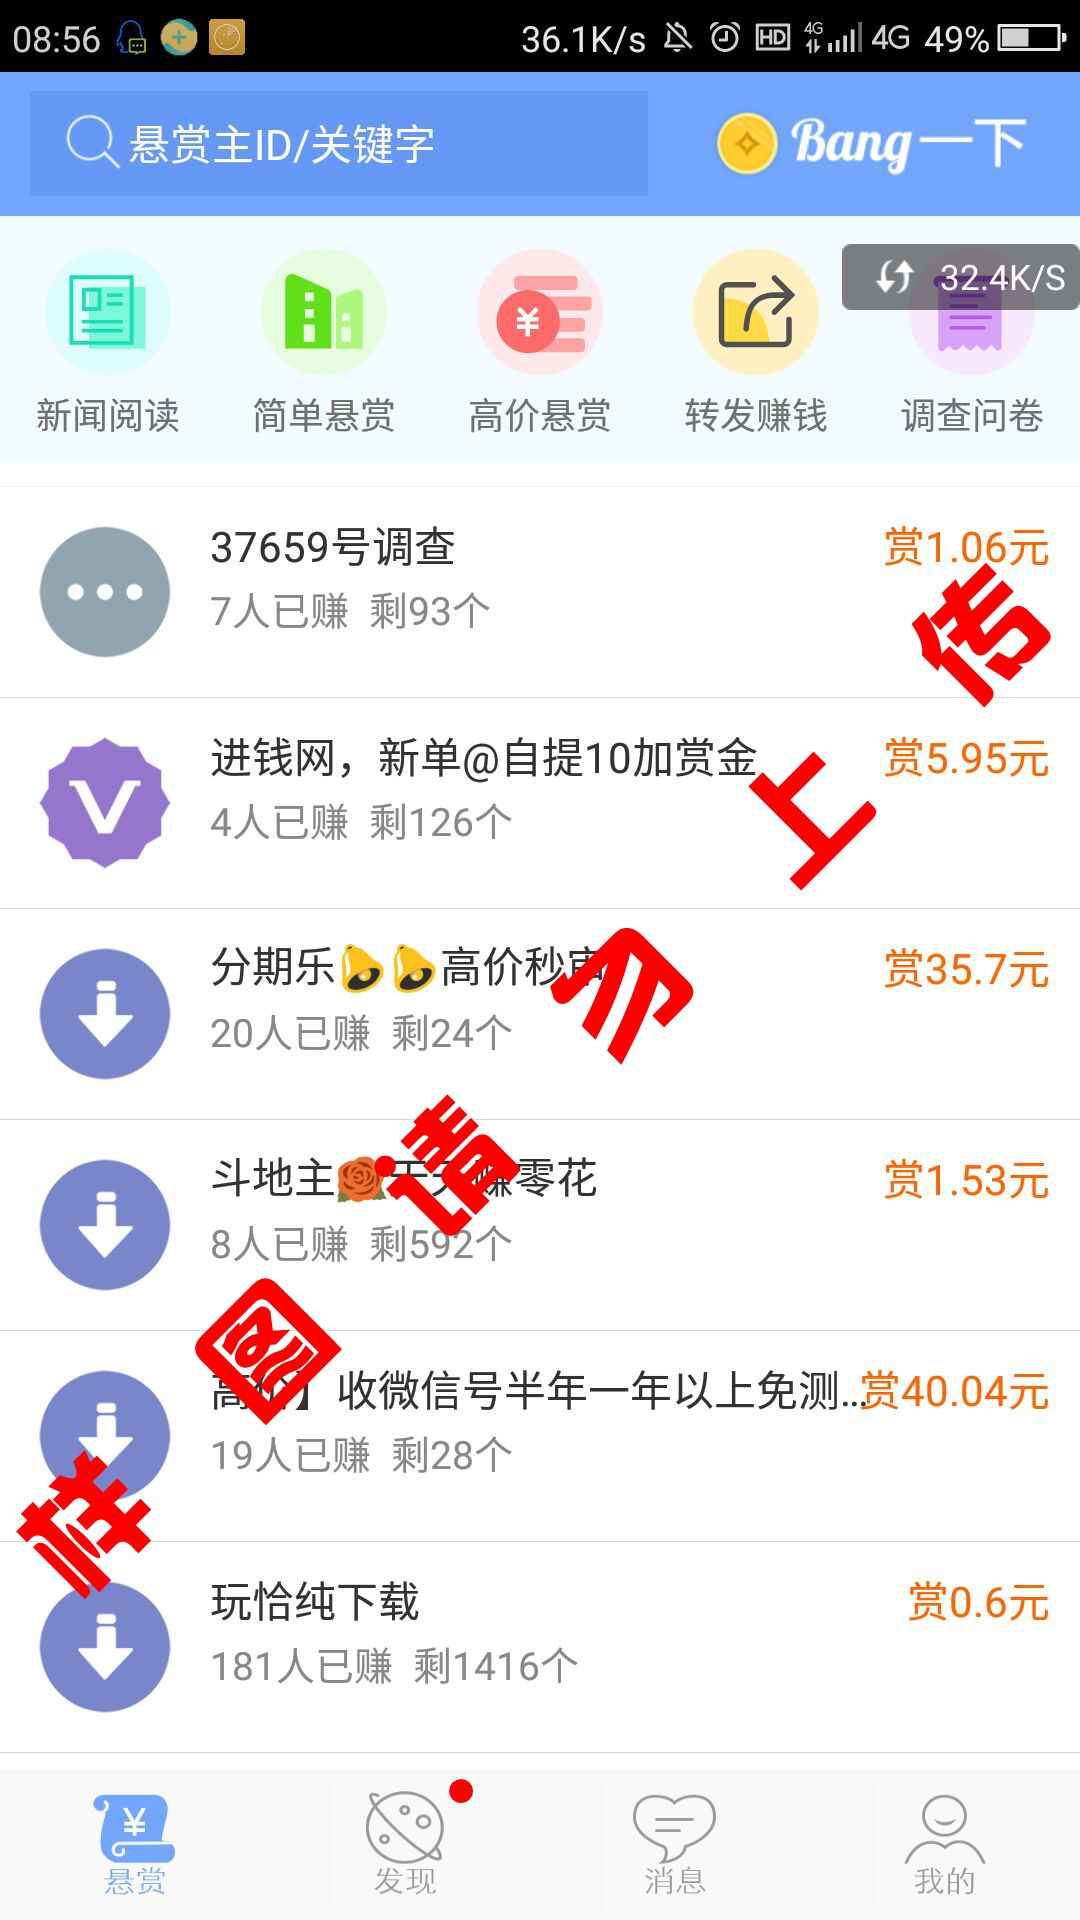 08:56 36.1K/s HD 4G 4G 49%
悬赏主ID/关键字 Bang一下
32.4K/S
新闻阅读 简单悬赏 高价悬赏 转发赚钱 调查问卷
37659号调查 赏1.06元
7人已赚 剩93个
进钱网，新单@自提10加赏金 赏5.95元
4人已赚 剩126个
分期乐🔔🔔高价秒审 赏35.7元
20人已赚 剩24个
斗地主🌹天天赚零花 赏1.53元
8人已赚 剩592个
高价】收微信号半年一年以上免测... 赏40.04元
19人已赚 剩28个
玩恰纯下载 赏0.6元
181人已赚 剩1416个
样图请勿上传
悬赏 发现 消息 我的